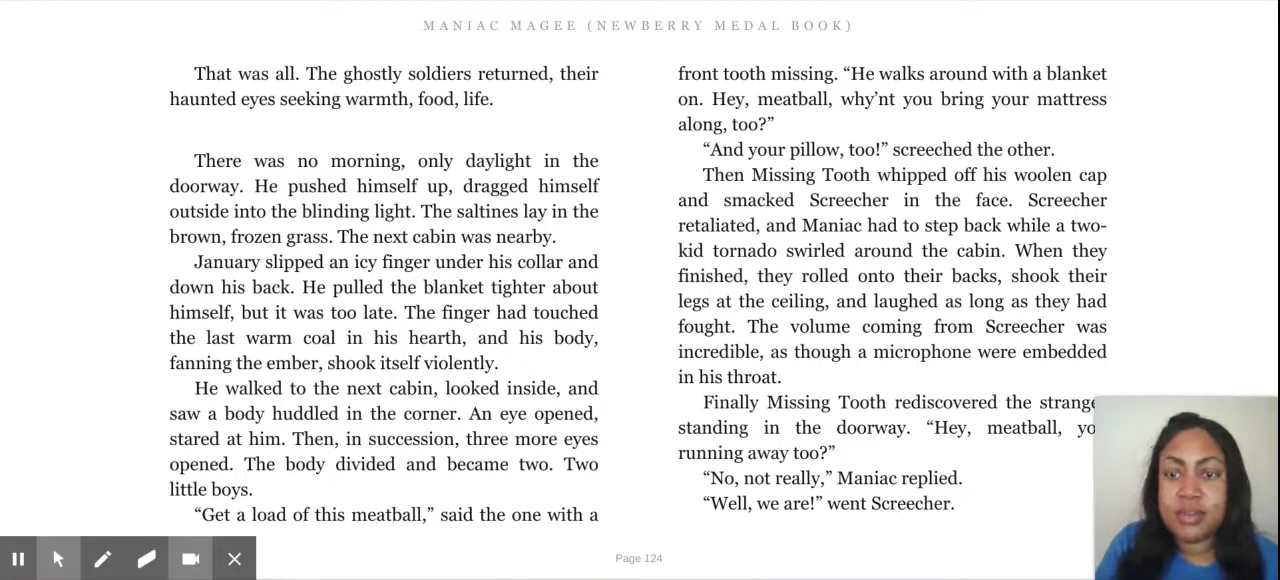 MANIAC MAGEE (NEWBERRY MEDAL BOOK)
That was all. The ghostly soldiers returned, their
haunted eyes seeking warmth, food, life.
There was no morning, only daylight in the
doorway. He pushed himself up, dragged himself
outside into the blinding light. The saltines lay in the
brown, frozen grass. The next cabin was nearby.
January slipped an icy finger under his collar and
down his back. He pulled the blanket tighter about
himself, but it was too late. The finger had touched
the last warm coal in his hearth, and his body,
fanning the ember, shook itself violently.
He walked to the next cabin, looked inside, and
saw a body huddled in the corner. An eye opened,
stared at him. Then, in succession, three more eyes
opened. The body divided and became two. Two
little boys.
“Get a load of this meatball,” said the one with a
front tooth missing. “He walks around with a blanket
on. Hey, meatball, why’nt you bring your mattress
along, too?”
“And your pillow, too!” screeched the other.
Then Missing Tooth whipped off his woolen cap
and smacked Screecher in the face. Screecher
retaliated, and Maniac had to step back while a two-
kid tornado swirled around the cabin. When they
finished, they rolled onto their backs, shook their
legs at the ceiling, and laughed as long as they had
fought. The volume coming from Screecher was
incredible, as though a microphone were embedded
in his throat.
Finally Missing Tooth rediscovered the strange
standing in the doorway. “Hey, meatball, yo
running away too?”
“No, not really,” Maniac replied.
“Well, we are!” went Screecher.
Page 124